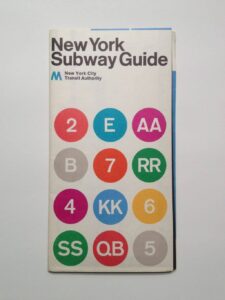 New York
Subway Guide
M New York City
Transit Authority
2 E AA
B 7 RR
4 KK 6
SS QB 5